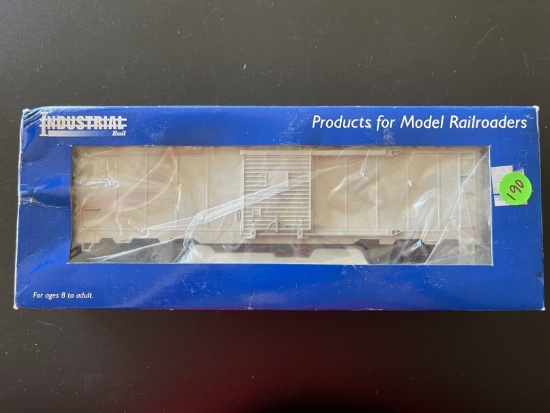 INDUSTRIAL
Rail
Products for Model Railroaders
190
For ages 8 to adult.